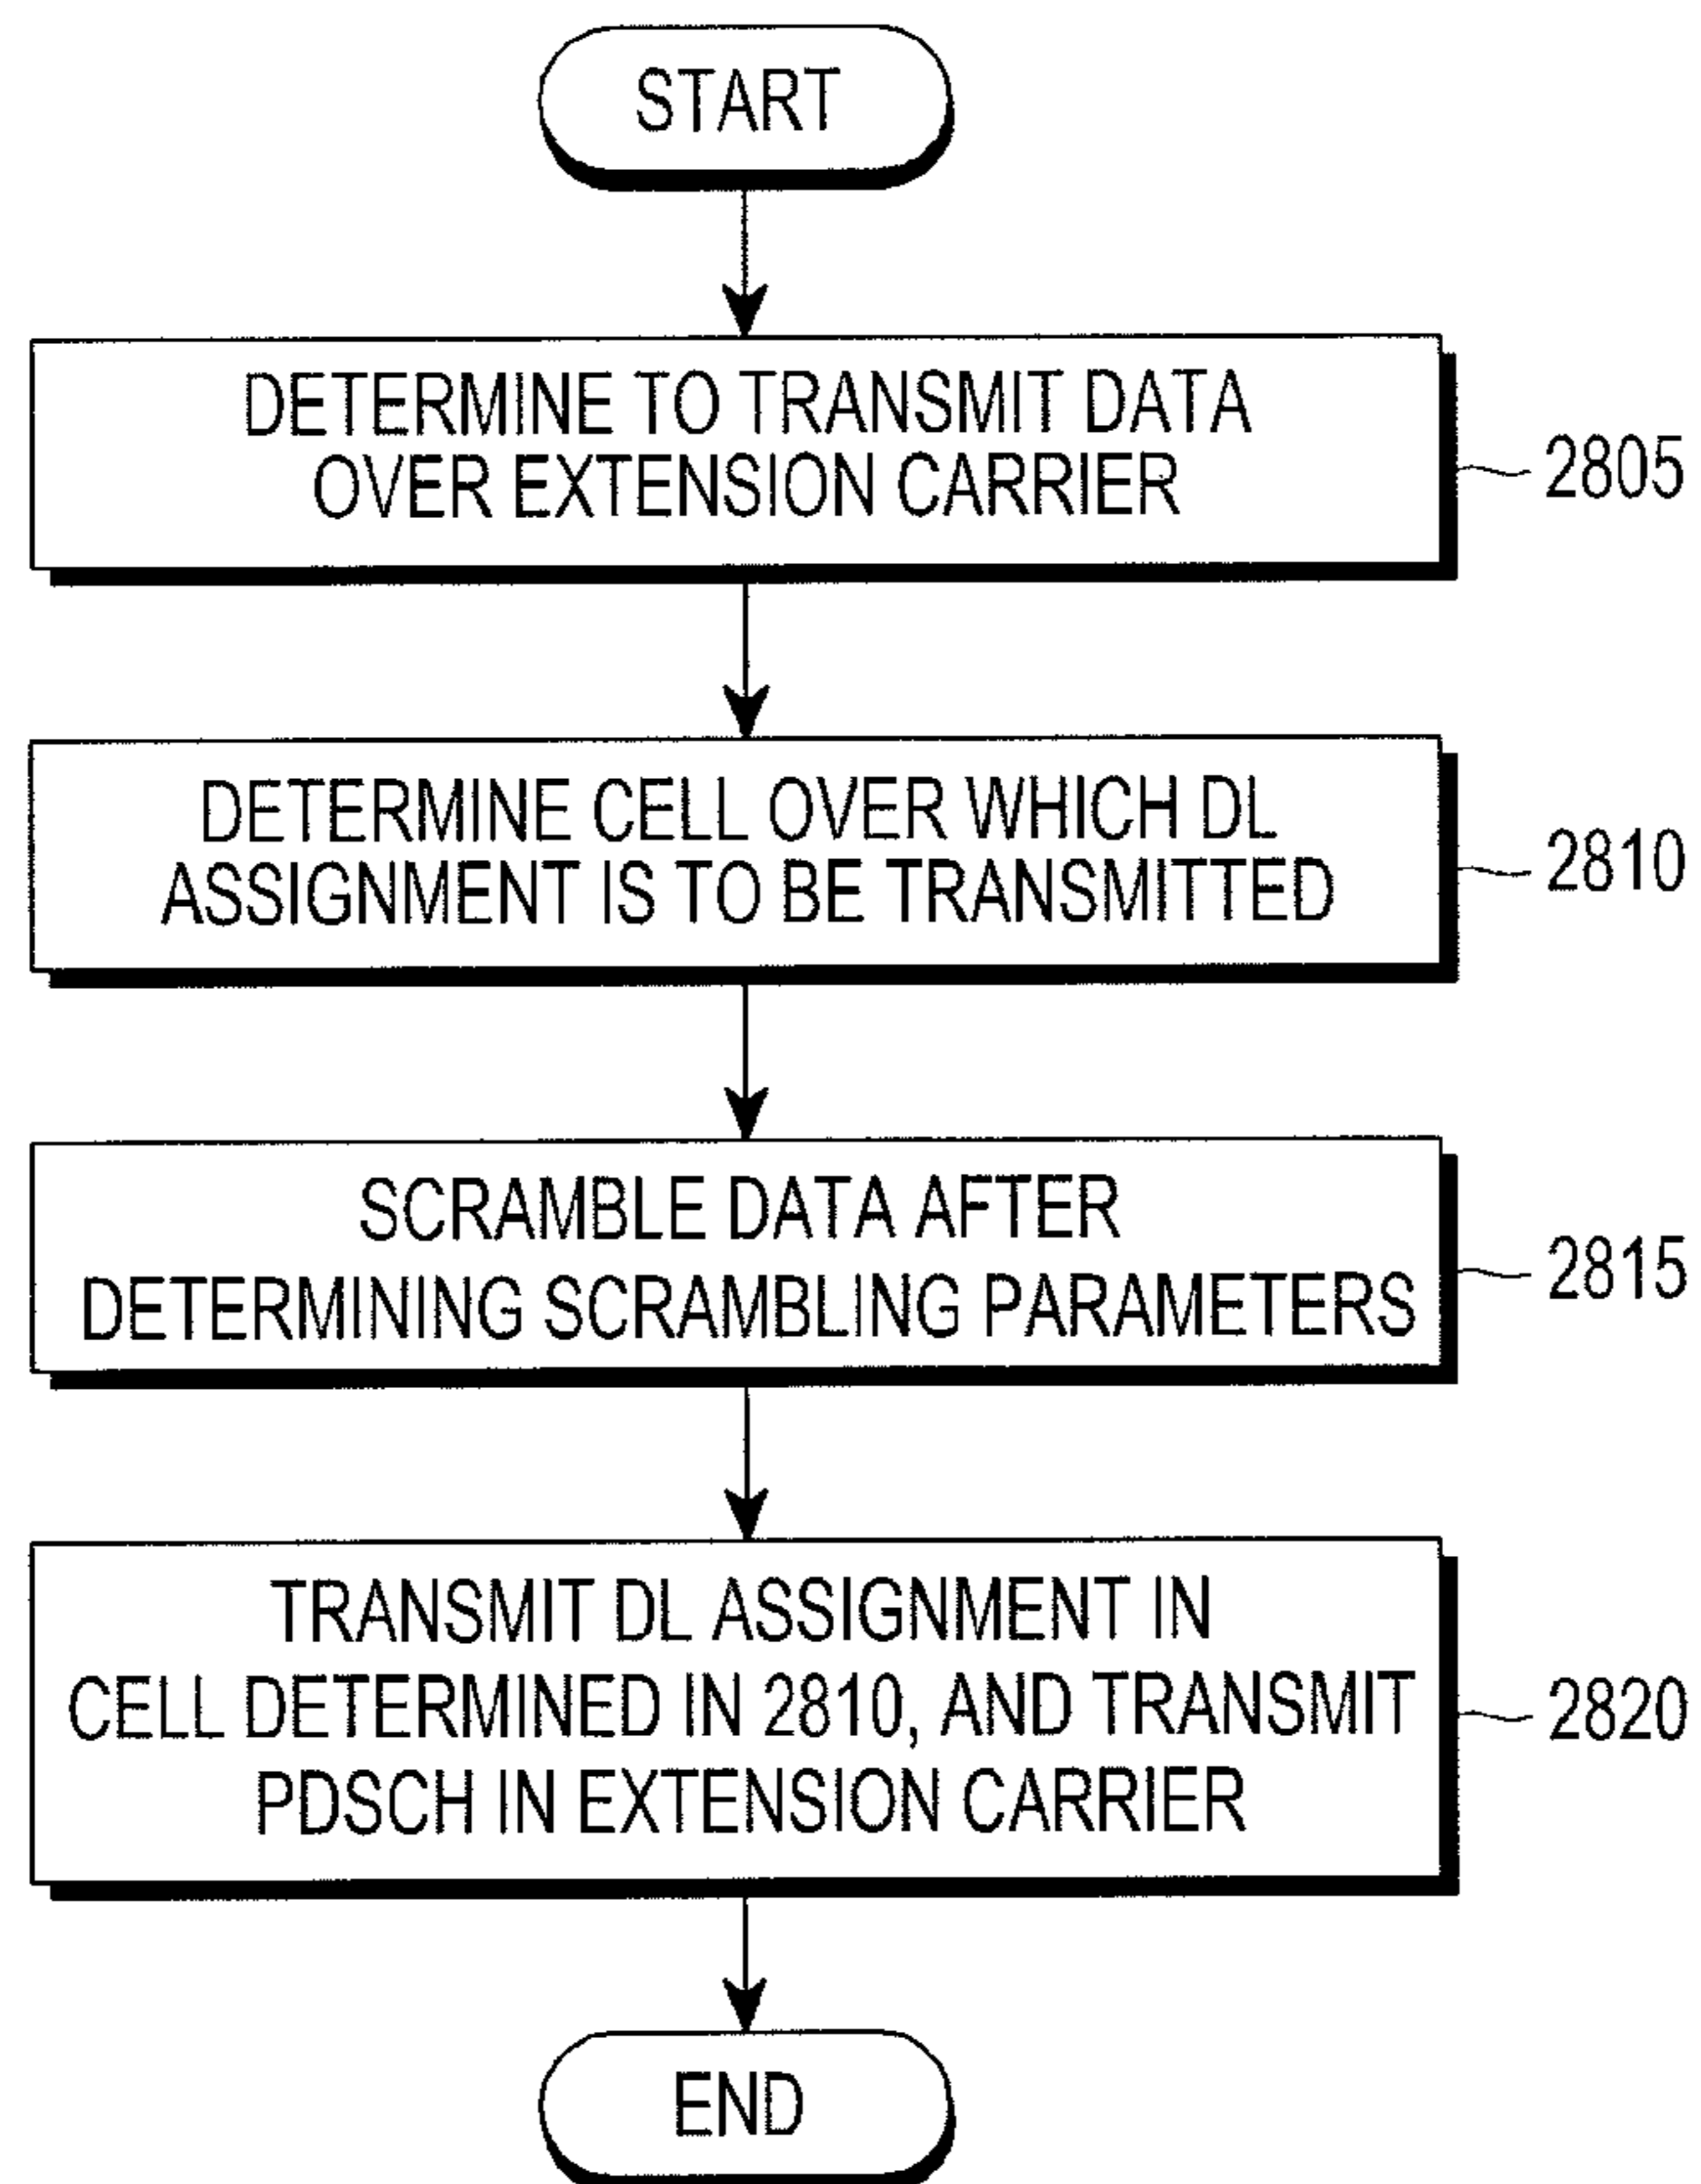 START
DETERMINE TO TRANSMIT DATA
OVER EXTENSION CARRIER
2805
DETERMINE CELL OVER WHICH DL
ASSIGNMENT IS TO BE TRANSMITTED
2810
SCRAMBLE DATA AFTER
DETERMINING SCRAMBLING PARAMETERS
2815
TRANSMIT DL ASSIGNMENT IN
CELL DETERMINED IN 2810, AND TRANSMIT
PDSCH IN EXTENSION CARRIER
2820
END